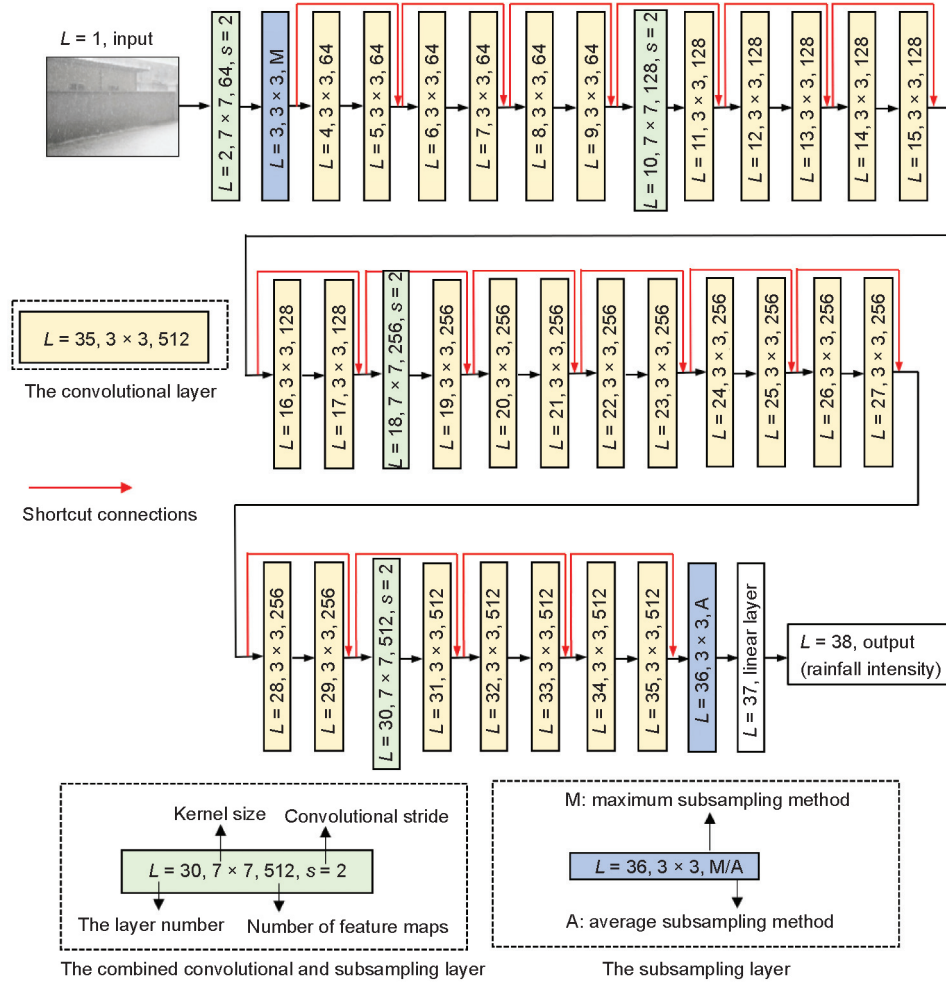 L = 1, input
L = 2, 7 × 7, 64, s = 2
L = 3, 3 × 3, M
L = 4, 3 × 3, 64
L = 5, 3 × 3, 64
L = 6, 3 × 3, 64
L = 7, 3 × 3, 64
L = 8, 3 × 3, 64
L = 9, 3 × 3, 64
L = 10, 7 × 7, 128, s = 2
L = 11, 3 × 3, 128
L = 12, 3 × 3, 128
L = 13, 3 × 3, 128
L = 14, 3 × 3, 128
L = 15, 3 × 3, 128
L = 35, 3 × 3, 512
The convolutional layer
Shortcut connections
L = 16, 3 × 3, 128
L = 17, 3 × 3, 128
L = 18, 7 × 7, 256, s = 2
L = 19, 3 × 3, 256
L = 20, 3 × 3, 256
L = 21, 3 × 3, 256
L = 22, 3 × 3, 256
L = 23, 3 × 3, 256
L = 24, 3 × 3, 256
L = 25, 3 × 3, 256
L = 26, 3 × 3, 256
L = 27, 3 × 3, 256
L = 28, 3 × 3, 256
L = 29, 3 × 3, 256
L = 30, 7 × 7, 512, s = 2
L = 31, 3 × 3, 512
L = 32, 3 × 3, 512
L = 33, 3 × 3, 512
L = 34, 3 × 3, 512
L = 35, 3 × 3, 512
L = 36, 3 × 3, A
L = 37, linear layer
L = 38, output
(rainfall intensity)
Kernel size
Convolutional stride
L = 30, 7 × 7, 512, s = 2
The layer number
Number of feature maps
The combined convolutional and subsampling layer
M: maximum subsampling method
L = 36, 3 × 3, M/A
A: average subsampling method
The subsampling layer